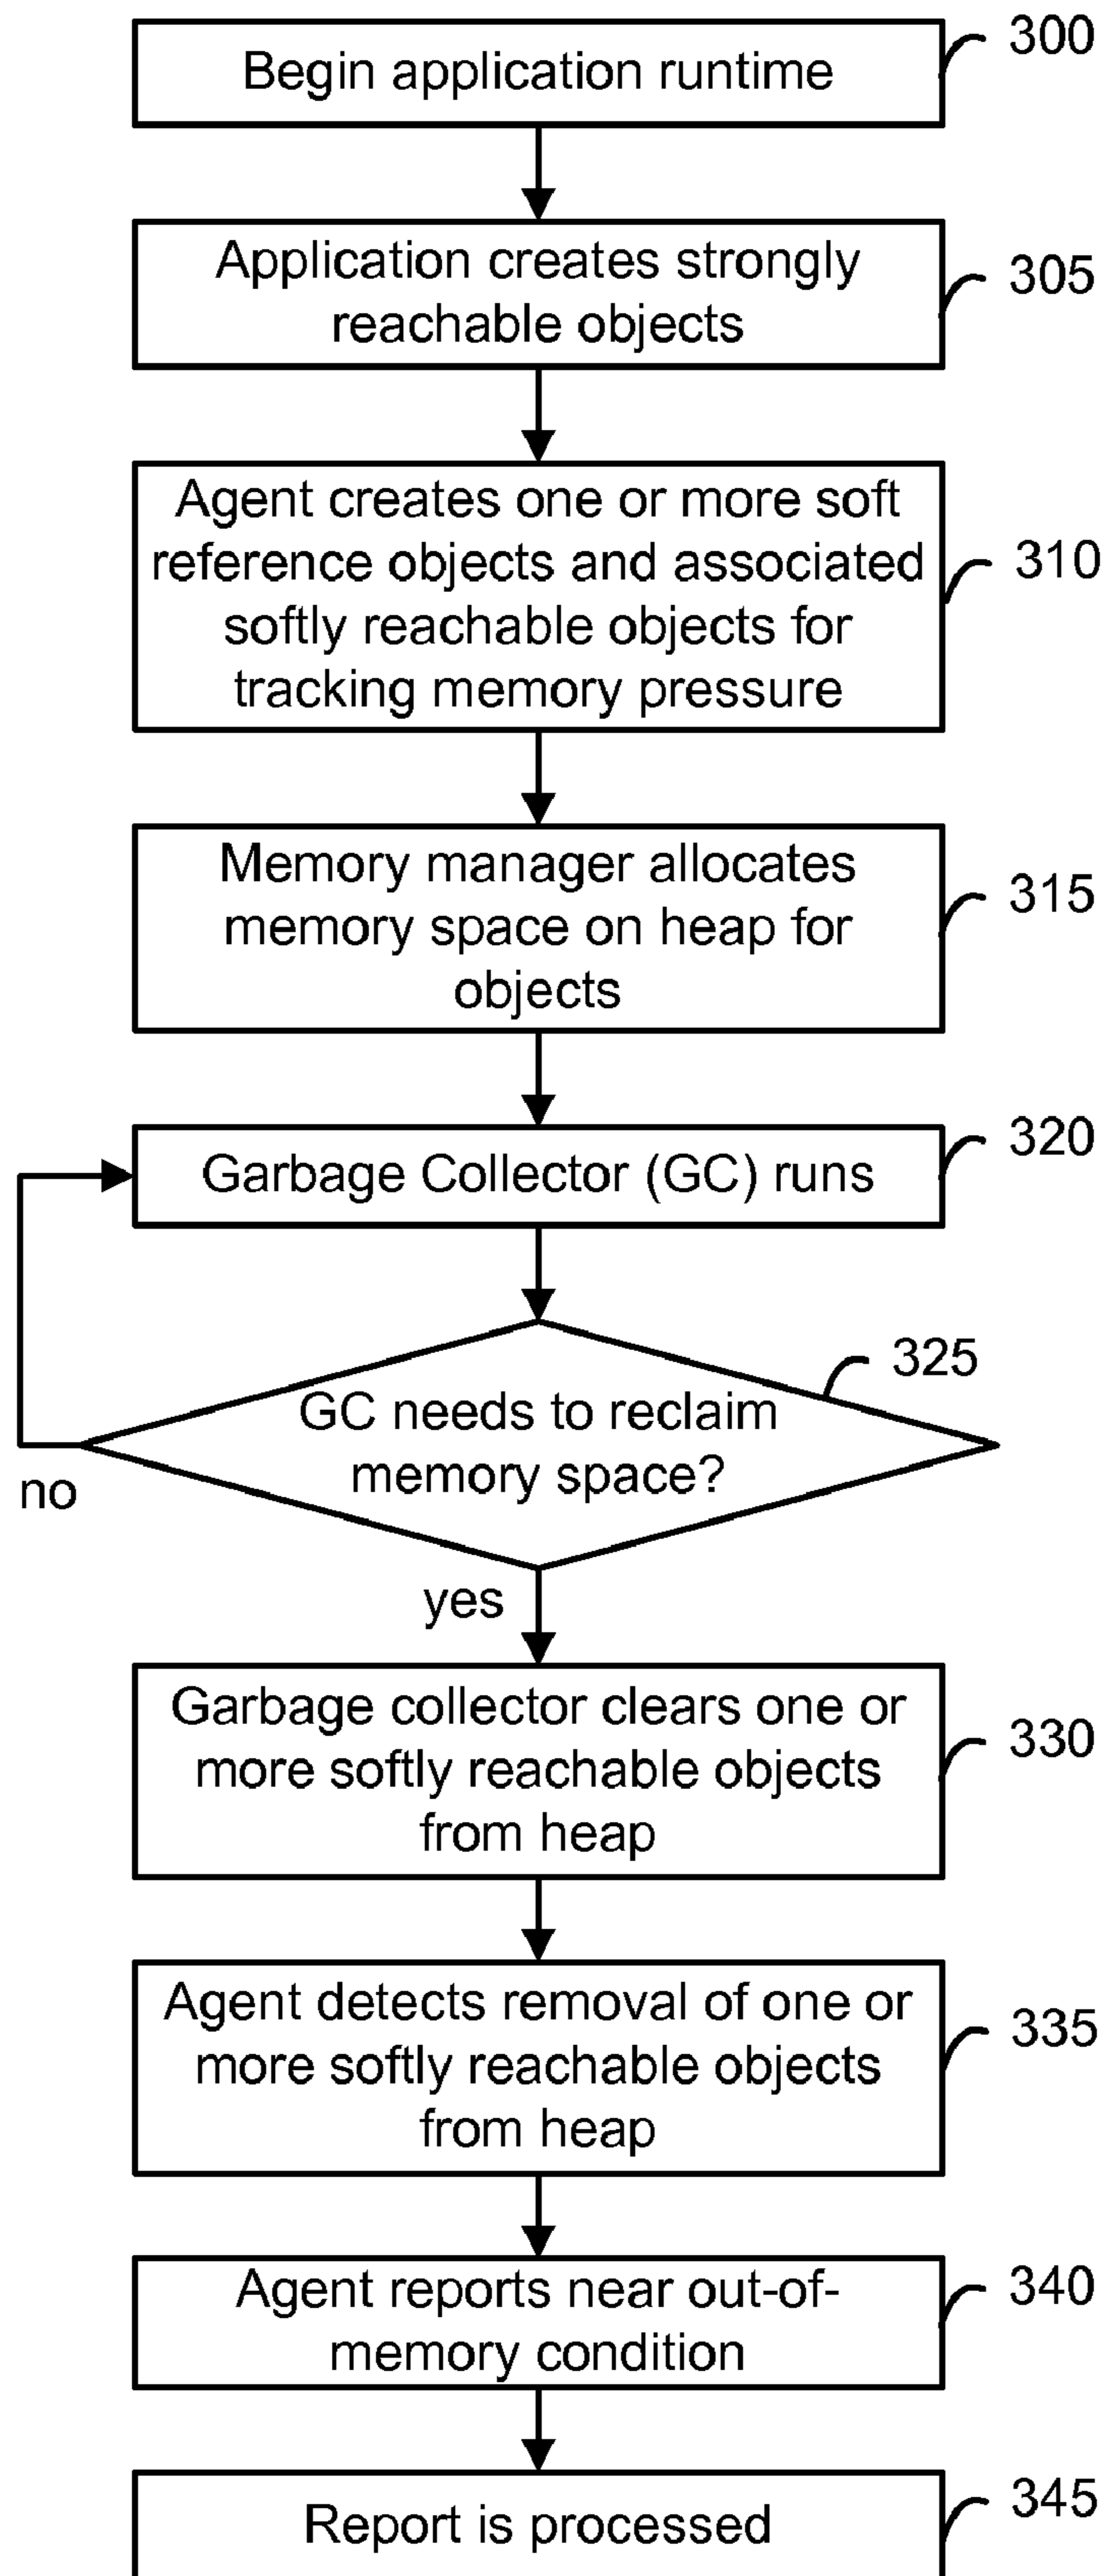 Begin application runtime
300
Application creates strongly
reachable objects
305
Agent creates one or more soft
reference objects and associated
softly reachable objects for
tracking memory pressure
310
Memory manager allocates
memory space on heap for
objects
315
Garbage Collector (GC) runs
320
GC needs to reclaim
memory space?
325
no
yes
Garbage collector clears one or
more softly reachable objects
from heap
330
Agent detects removal of one or
more softly reachable objects
from heap
335
Agent reports near out-of-
memory condition
340
Report is processed
345